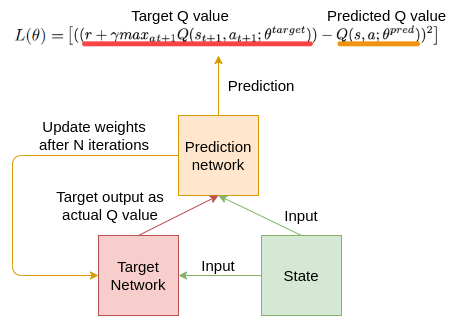 Target Q value Predicted Q value
L(θ) = [((r + γmax_{at+1}Q(s_{t+1}, a_{t+1}; θ^{target})) − Q(s, a; θ^{pred}))^2]
Prediction
Update weights
after N iterations
Prediction
network
Target output as
actual Q value
Input
Target
Network
Input
State